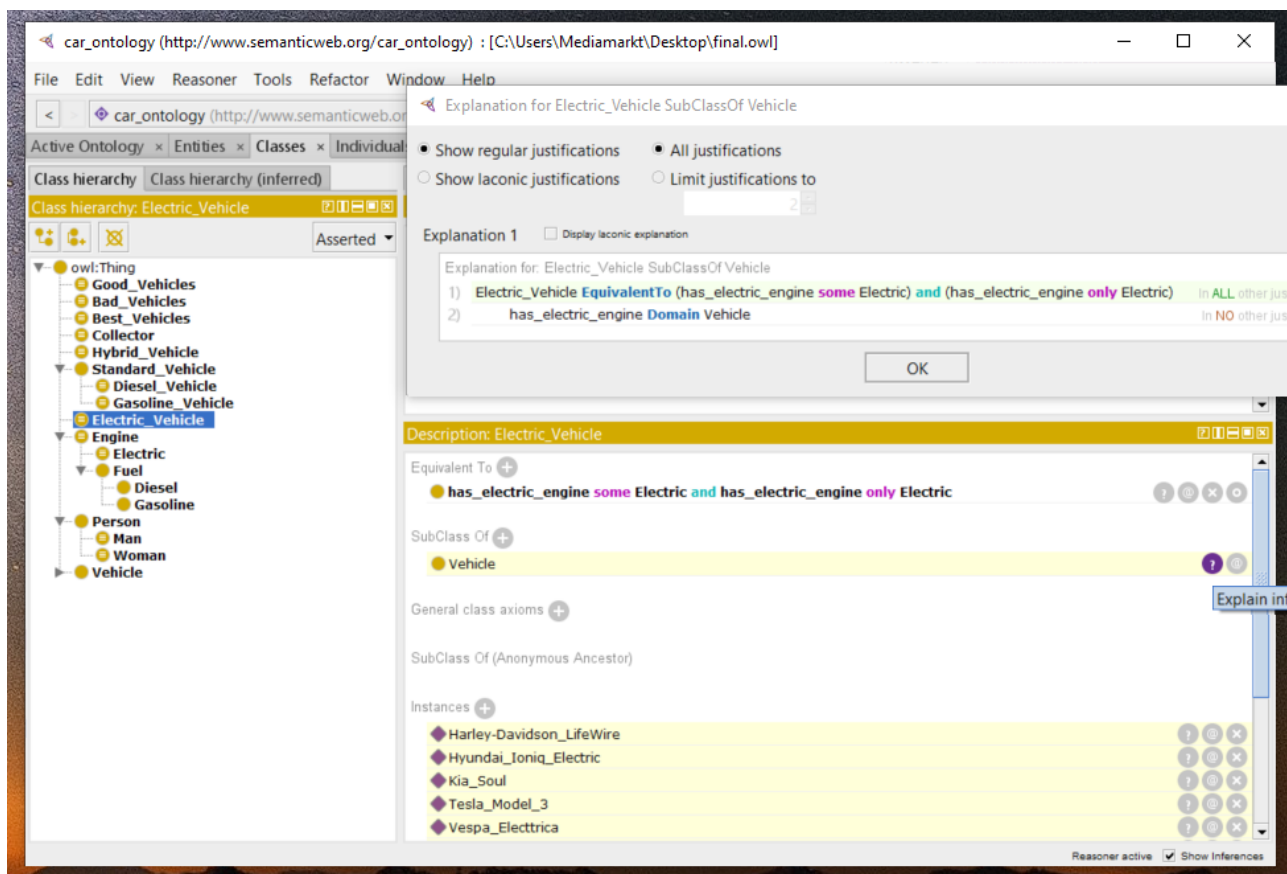 car_ontology (http://www.semanticweb.org/car_ontology) : [C:\Users\Mediamarkt\Desktop\final.owl]
File Edit View Reasoner Tools Refactor Window Help
< > car_ontology (http://www.semanticweb.or
Active Ontology × Entities × Classes × Individual
Class hierarchy Class hierarchy (inferred)
Class hierarchy: Electric_Vehicle
Asserted
owl:Thing
Good_Vehicles
Bad_Vehicles
Best_Vehicles
Collector
Hybrid_Vehicle
Standard_Vehicle
Diesel_Vehicle
Gasoline_Vehicle
Electric_Vehicle
Engine
Electric
Fuel
Diesel
Gasoline
Person
Man
Woman
Vehicle
Explanation for Electric_Vehicle SubClassOf Vehicle
Show regular justifications All justifications
Show laconic justifications Limit justifications to
2
Explanation 1 Display laconic explanation
Explanation for: Electric_Vehicle SubClassOf Vehicle
1) Electric_Vehicle EquivalentTo (has_electric_engine some Electric) and (has_electric_engine only Electric) In ALL other jus
2) has_electric_engine Domain Vehicle In NO other jus
OK
Description: Electric_Vehicle
Equivalent To
has_electric_engine some Electric and has_electric_engine only Electric
SubClass Of
Vehicle
Explain inf
General class axioms
SubClass Of (Anonymous Ancestor)
Instances
Harley-Davidson_LifeWire
Hyundai_Ioniq_Electric
Kia_Soul
Tesla_Model_3
Vespa_Electtrica
Reasoner active Show Inferences